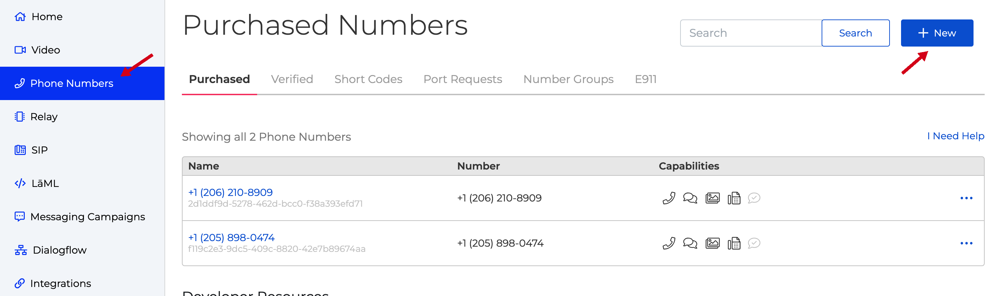 Home
Video
Phone Numbers
Relay
SIP
LāML
Messaging Campaigns
Dialogflow
Integrations
Purchased Numbers
Search
Search
+ New
Purchased
Verified
Short Codes
Port Requests
Number Groups
E911
Showing all 2 Phone Numbers
I Need Help
Name
Number
Capabilities
+1 (206) 210-8909
2d1ddf9d-5278-462d-bcc0-f38a393efd71
+1 (206) 210-8909
+1 (205) 898-0474
f119c2e3-9dc5-409c-8820-42e7b89674aa
+1 (205) 898-0474
Developer Resources